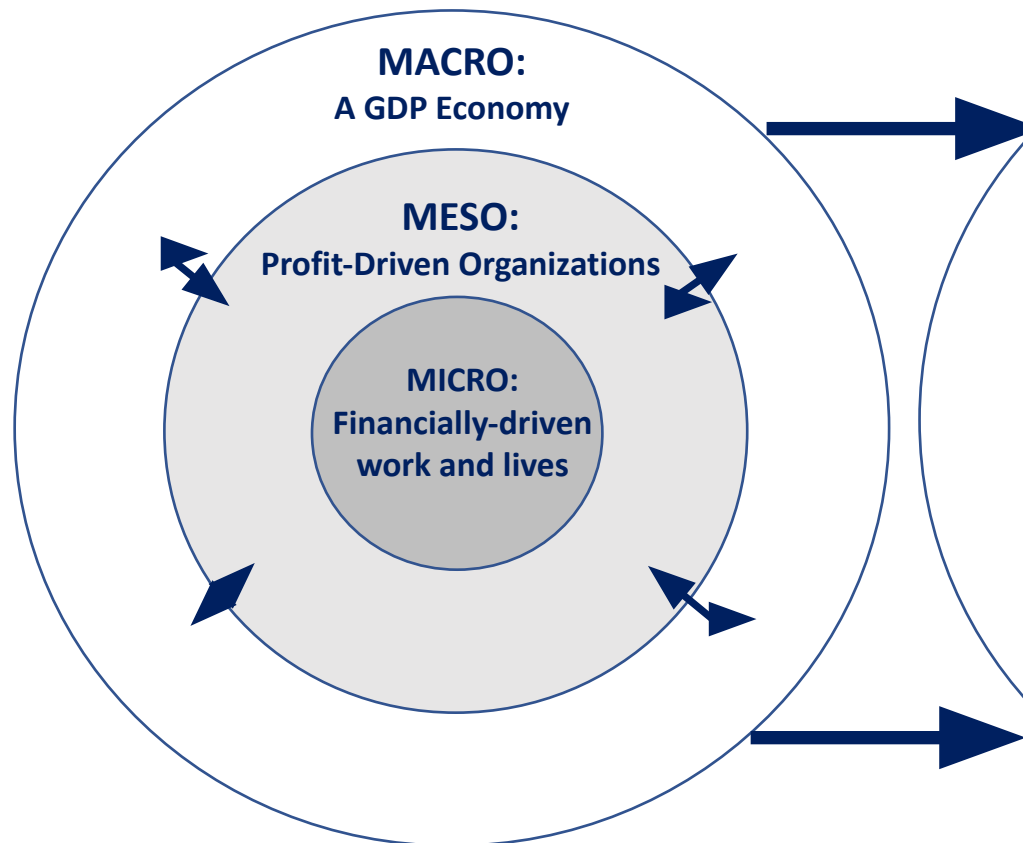 MACRO:
A GDP Economy
MESO:
Profit-Driven Organizations
MICRO:
Financially-driven
work and lives